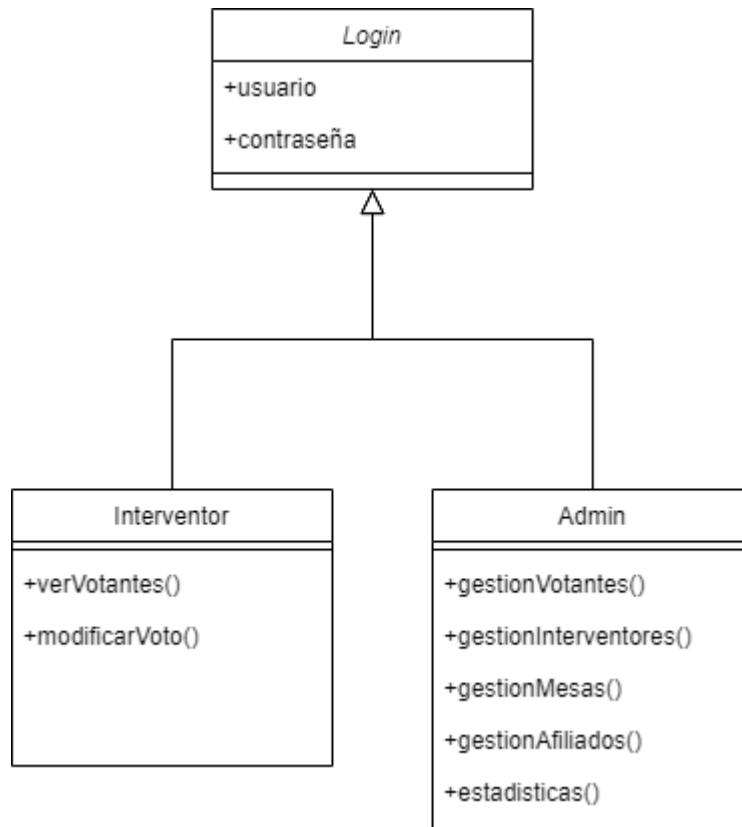 Login
+usuario
+contraseña
Interventor
+verVotantes()
+modificarVoto()
Admin
+gestionVotantes()
+gestionInterventores()
+gestionMesas()
+gestionAfiliados()
+estadisticas()